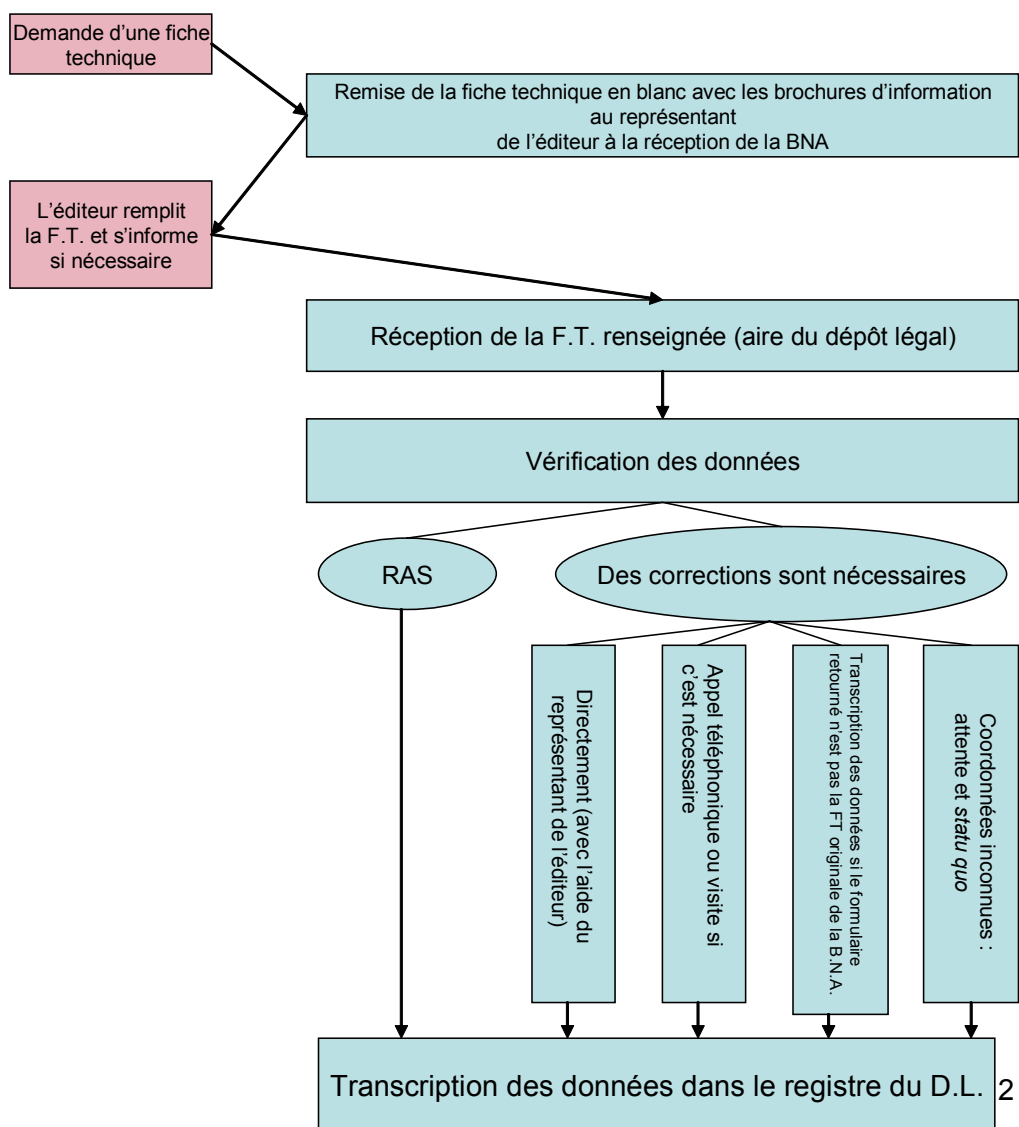 Demande d'une fiche
technique
Remise de la fiche technique en blanc avec les brochures d'information
au représentant
de l'éditeur à la réception de la BNA
L'éditeur remplit
la F.T. et s'informe
si nécessaire
Réception de la F.T. renseignée (aire du dépôt légal)
Vérification des données
RAS
Des corrections sont nécessaires
Directement (avec l'aide du
représentant de l'éditeur)
Appel téléphonique ou visite si
c'est nécessaire
Transcription des données si le formulaire
retourné n'est pas la FT originale de la B.N.A.
Coordonnées inconnues :
attente et statu quo
Transcription des données dans le registre du D.L.
2